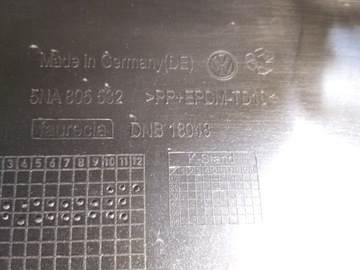 Made in Germany(DE)
5NA 805 532 >PP+EPDM-TD10<
faurecia DNB 18048
3 4 5 6 7 8 9 10 11 12
K-Stand